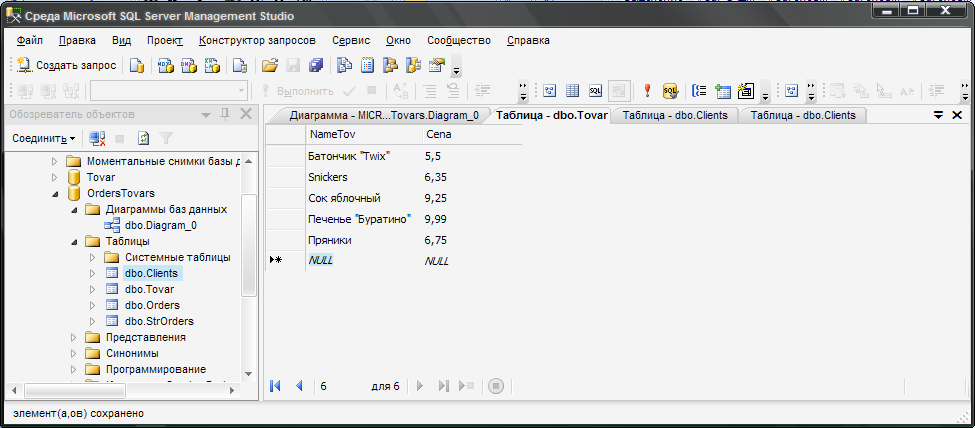 Среда Microsoft SQL Server Management Studio
Файл Правка Вид Проект Конструктор запросов Сервис Окно Сообщество Справка
Создать запрос
Выполнить
Обозреватель объектов
Диаграмма - MICR...Tovars.Diagram_0 Таблица - dbo.Tovar Таблица - dbo.Clients Таблица - dbo.Clients
Соединить
Моментальные снимки базы д
Tovar
OrdersTovars
Диаграммы баз данных
dbo.Diagram_0
Таблицы
Системные таблицы
dbo.Clients
dbo.Tovar
dbo.Orders
dbo.StrOrders
Представления
Синонимы
Программирование
NameTov Cena
Батончик "Twix" 5,5
Snickers 6,35
Сок яблочный 9,25
Печенье "Буратино" 9,99
Пряники 6,75
NULL NULL
6 для 6
элемент(а,ов) сохранено